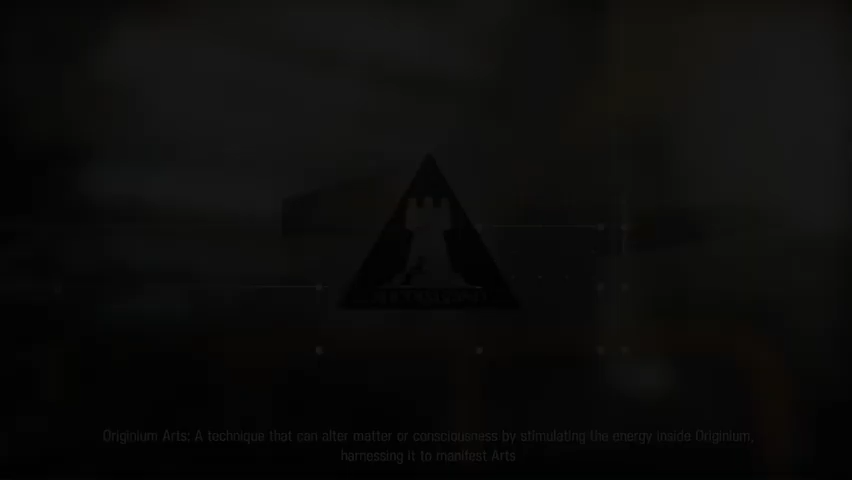 Originium Arts: A technique that can alter matter or consciousness by stimulating the energy inside Originium,
harnessing it to manifest Arts